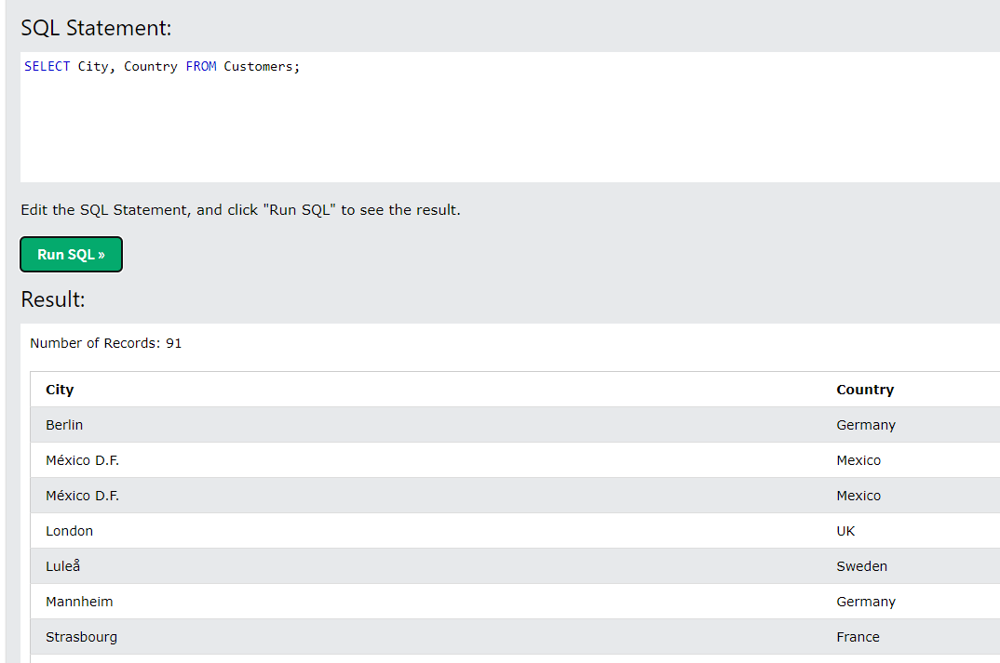 SQL Statement:
SELECT City, Country FROM Customers;
Edit the SQL Statement, and click "Run SQL" to see the result.
Run SQL »
Result:
Number of Records: 91
City Country
Berlin Germany
México D.F. Mexico
México D.F. Mexico
London UK
Luleå Sweden
Mannheim Germany
Strasbourg France